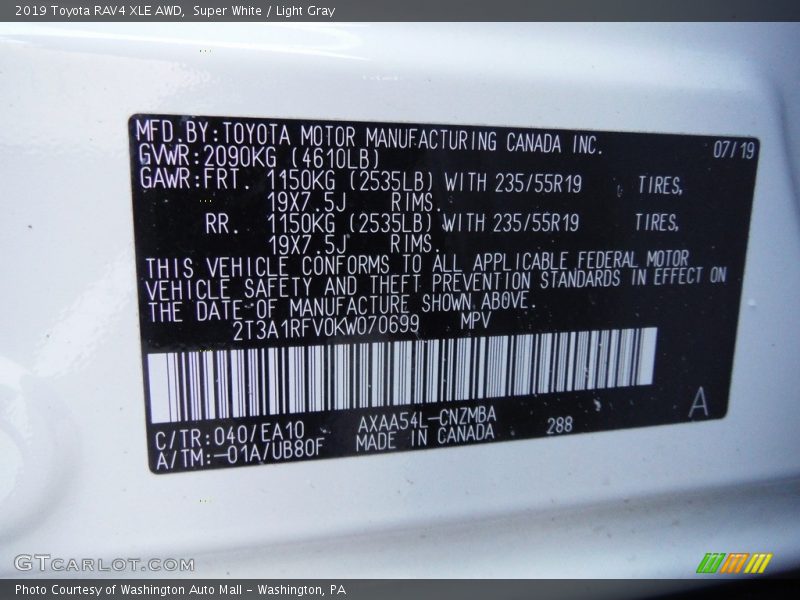 2019 Toyota RAV4 XLE AWD,  Super White / Light Gray
MFD.BY:TOYOTA MOTOR MANUFACTURING CANADA INC. 07/19
GVWR:2090KG (4610LB)
GAWR:FRT. 1150KG (2535LB) WITH 235/55R19 TIRES,
19X7.5J RIMS.
RR. 1150KG (2535LB) WITH 235/55R19 TIRES,
19X7.5J RIMS.
THIS VEHICLE CONFORMS TO ALL APPLICABLE FEDERAL MOTOR
VEHICLE SAFETY AND THEFT PREVENTION STANDARDS IN EFFECT ON
THE DATE OF MANUFACTURE SHOWN ABOVE.
2T3A1RFV0KW070699 MPV
A
C/TR:040/EA10 AXAA54L-CNZMBA
A/TM:-01A/UB80F MADE IN CANADA 288
GTCARLOT.COM
Photo Courtesy of Washington Auto Mall - Washington, PA